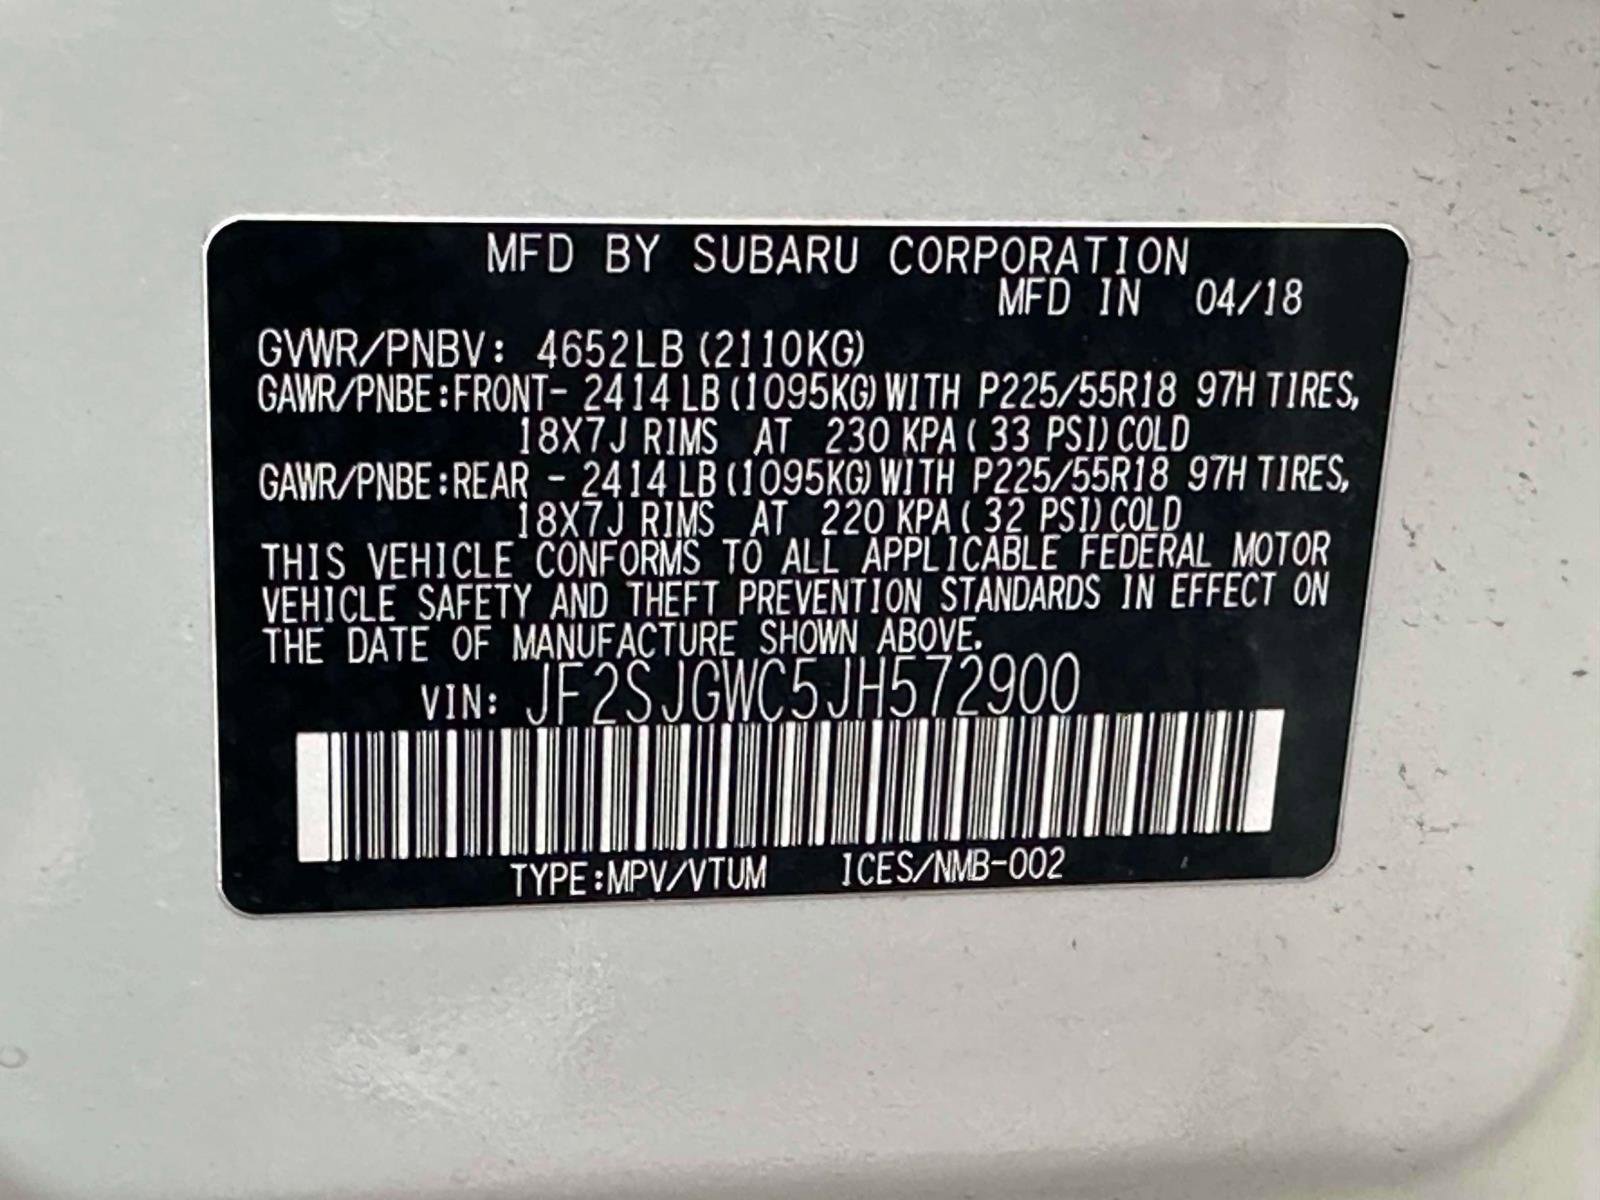 MFD BY SUBARU CORPORATION
MFD IN 04/18
GVWR/PNBV: 4652LB (2110KG)
GAWR/PNBE:FRONT- 2414 LB (1095KG) WITH P225/55R18 97H TIRES,
18X7J RIMS AT 230 KPA ( 33 PSI) COLD
GAWR/PNBE:REAR - 2414 LB (1095KG) WITH P225/55R18 97H TIRES,
18X7J RIMS AT 220 KPA ( 32 PSI) COLD
THIS VEHICLE CONFORMS TO ALL APPLICABLE FEDERAL MOTOR
VEHICLE SAFETY AND THEFT PREVENTION STANDARDS IN EFFECT ON
THE DATE OF MANUFACTURE SHOWN ABOVE.
VIN: JF2SJGWC5JH572900
TYPE:MPV/VTUM ICES/NMB-002